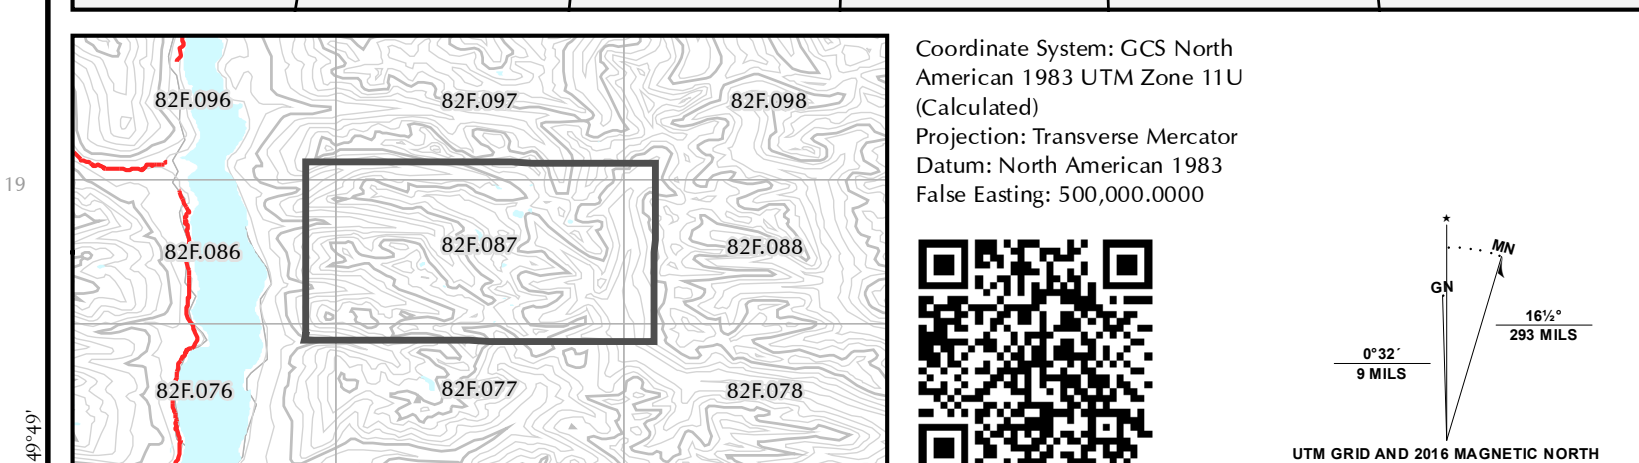 82F.096
82F.097
82F.098
19
82F.086
82F.087
82F.088
82F.076
82F.077
82F.078
49°49'
Coordinate System: GCS North
American 1983 UTM Zone 11U
(Calculated)
Projection: Transverse Mercator
Datum: North American 1983
False Easting: 500,000.0000
MN
GN
16½°
293 MILS
0°32´
9 MILS
UTM GRID AND 2016 MAGNETIC NORTH